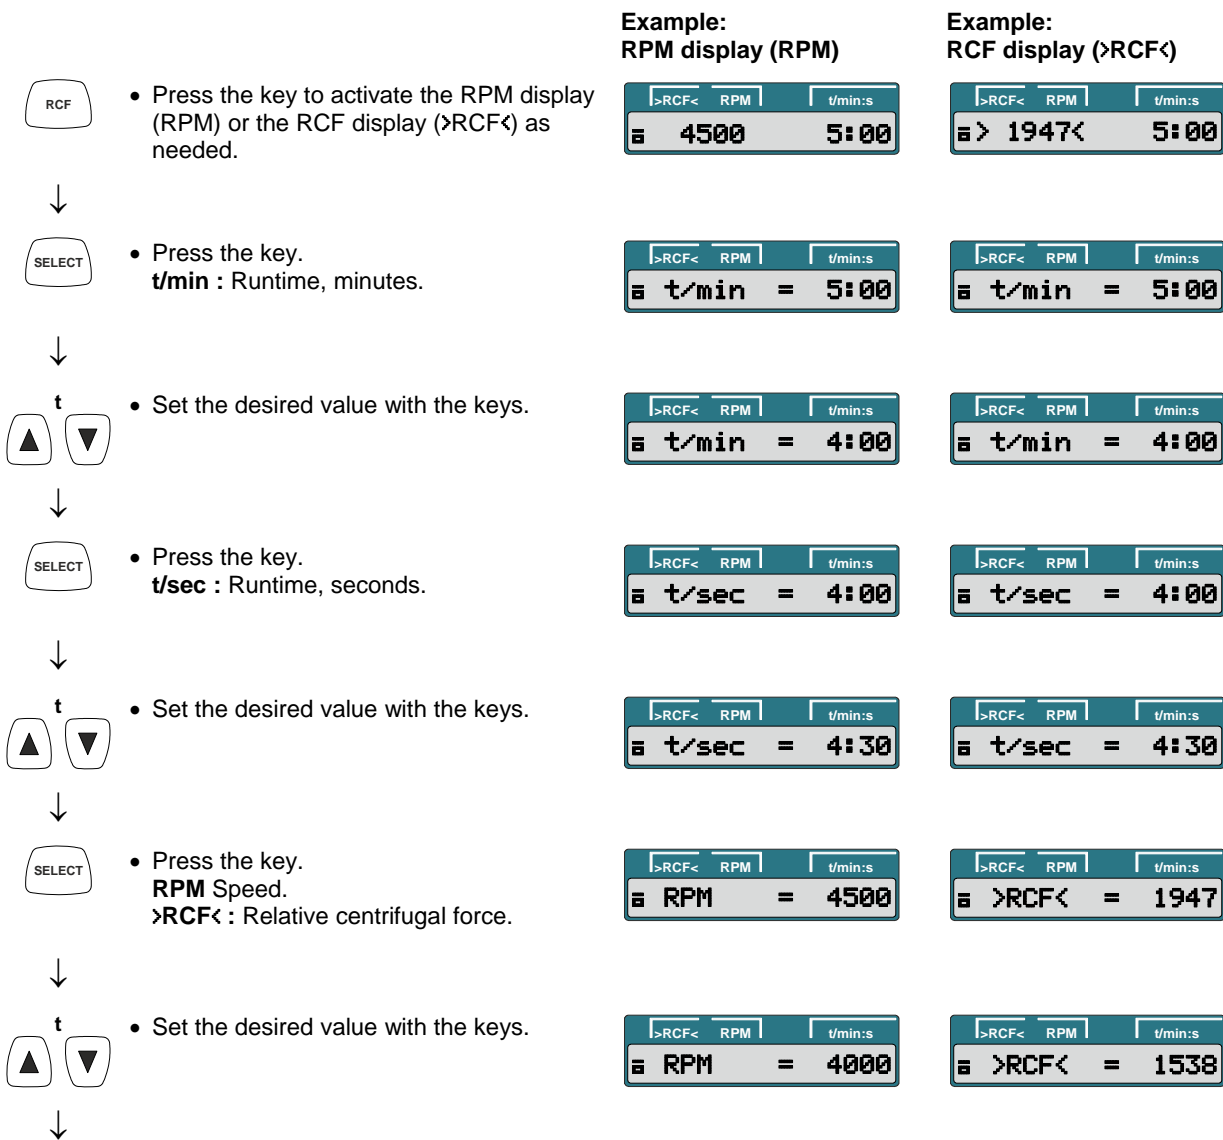 Example:
RPM display (RPM)
Example:
RCF display (>RCF<)
RCF
• Press the key to activate the RPM display
(RPM) or the RCF display (>RCF<) as
needed.
>RCF< RPM t/min:s
4500 5:00
>RCF< RPM t/min:s
> 1947< 5:00
↓
SELECT
• Press the key.
t/min : Runtime, minutes.
>RCF< RPM t/min:s
t/min = 5:00
>RCF< RPM t/min:s
t/min = 5:00
↓
t
▲ ▼
• Set the desired value with the keys.
>RCF< RPM t/min:s
t/min = 4:00
>RCF< RPM t/min:s
t/min = 4:00
↓
SELECT
• Press the key.
t/sec : Runtime, seconds.
>RCF< RPM t/min:s
t/sec = 4:00
>RCF< RPM t/min:s
t/sec = 4:00
↓
t
▲ ▼
• Set the desired value with the keys.
>RCF< RPM t/min:s
t/sec = 4:30
>RCF< RPM t/min:s
t/sec = 4:30
↓
SELECT
• Press the key.
RPM Speed.
>RCF< : Relative centrifugal force.
>RCF< RPM t/min:s
RPM = 4500
>RCF< RPM t/min:s
>RCF< = 1947
↓
t
▲ ▼
• Set the desired value with the keys.
>RCF< RPM t/min:s
RPM = 4000
>RCF< RPM t/min:s
>RCF< = 1538
↓